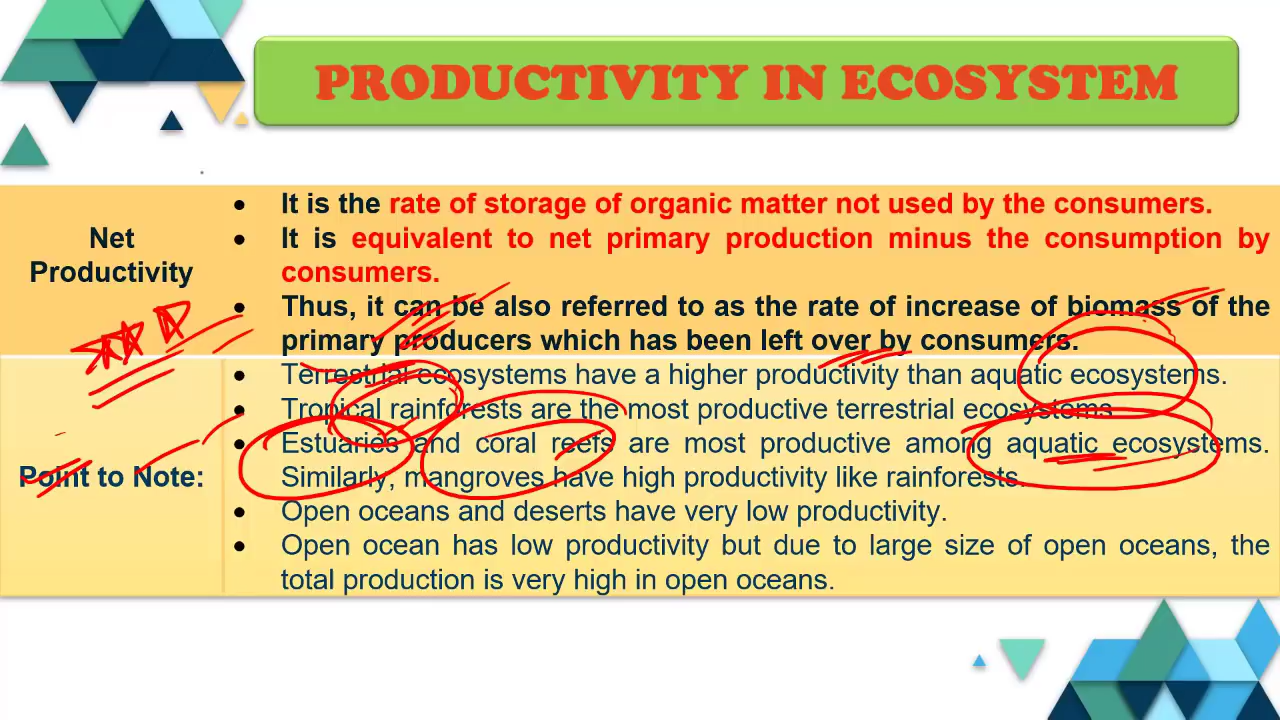 PRODUCTIVITY IN ECOSYSTEM
Net
Productivity
It is the rate of storage of organic matter not used by the consumers.
It is equivalent to net primary production minus the consumption by
consumers.
Thus, it can be also referred to as the rate of increase of biomass of the
primary producers which has been left over by consumers.
Point to Note:
Terrestrial ecosystems have a higher productivity than aquatic ecosystems.
Tropical rainforests are the most productive terrestrial ecosystems
Estuaries and coral reefs are most productive among aquatic ecosystems.
Similarly, mangroves have high productivity like rainforests.
Open oceans and deserts have very low productivity.
Open ocean has low productivity but due to large size of open oceans, the
total production is very high in open oceans.